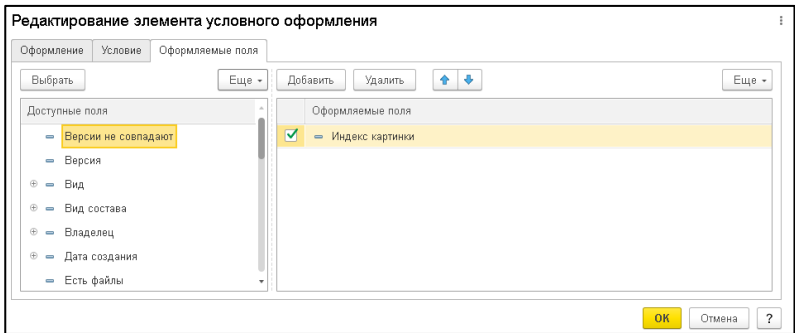 Редактирование элемента условного оформления
Оформление Условие Оформляемые поля
Выбрать Еще Добавить Удалить Еще
Доступные поля Оформляемые поля
Версии не совпадают Индекс картинки
Версия
Вид
Вид состава
Владелец
Дата создания
Есть файлы
ОК Отмена ?